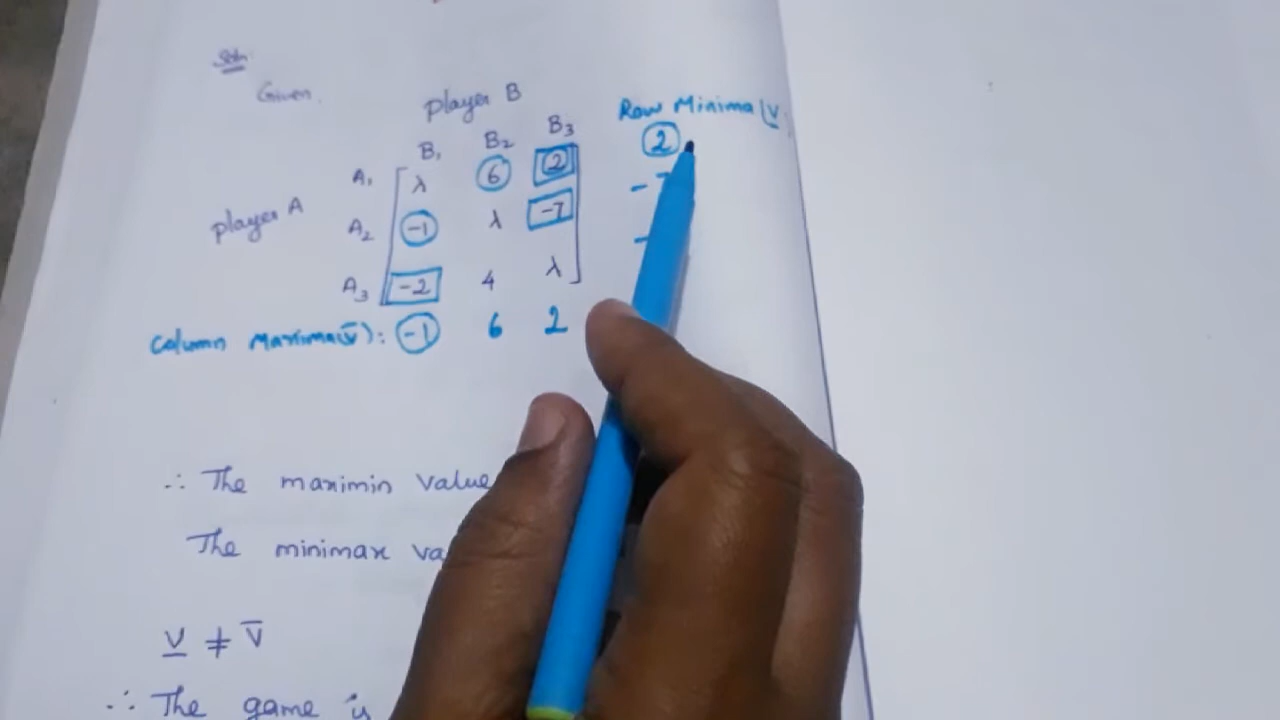 Soln
Given.
player B
Row Minima (V
B₁ B₂ B₃
A₁ λ 6 2 2
player A
A₂ -1 λ -7
A₃ -2 4 λ
Column Maxima(V̅): -1 6 2
∴ The maximin value
The minimax
V̲ ≠ V̅
∴ The game is